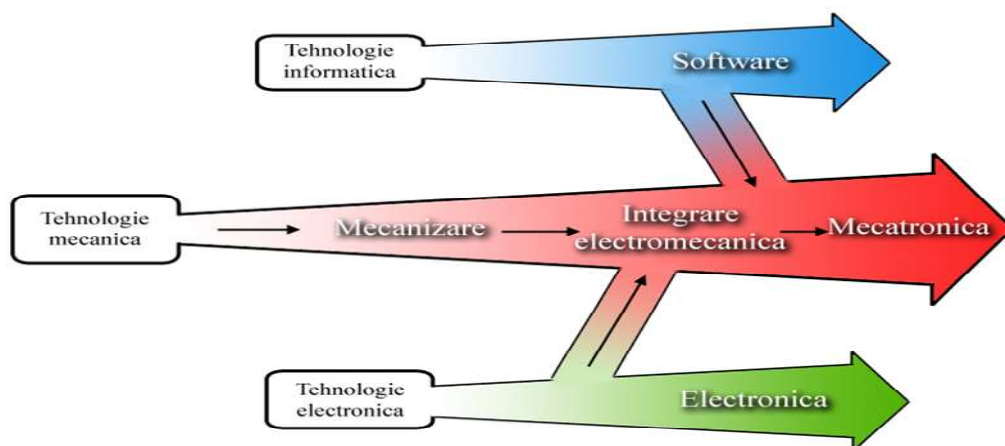 Tehnologie
informatica
Software
Tehnologie
mecanica
Mecanizare
Integrare
electromecanica
Mecatronica
Tehnologie
electronica
Electronica